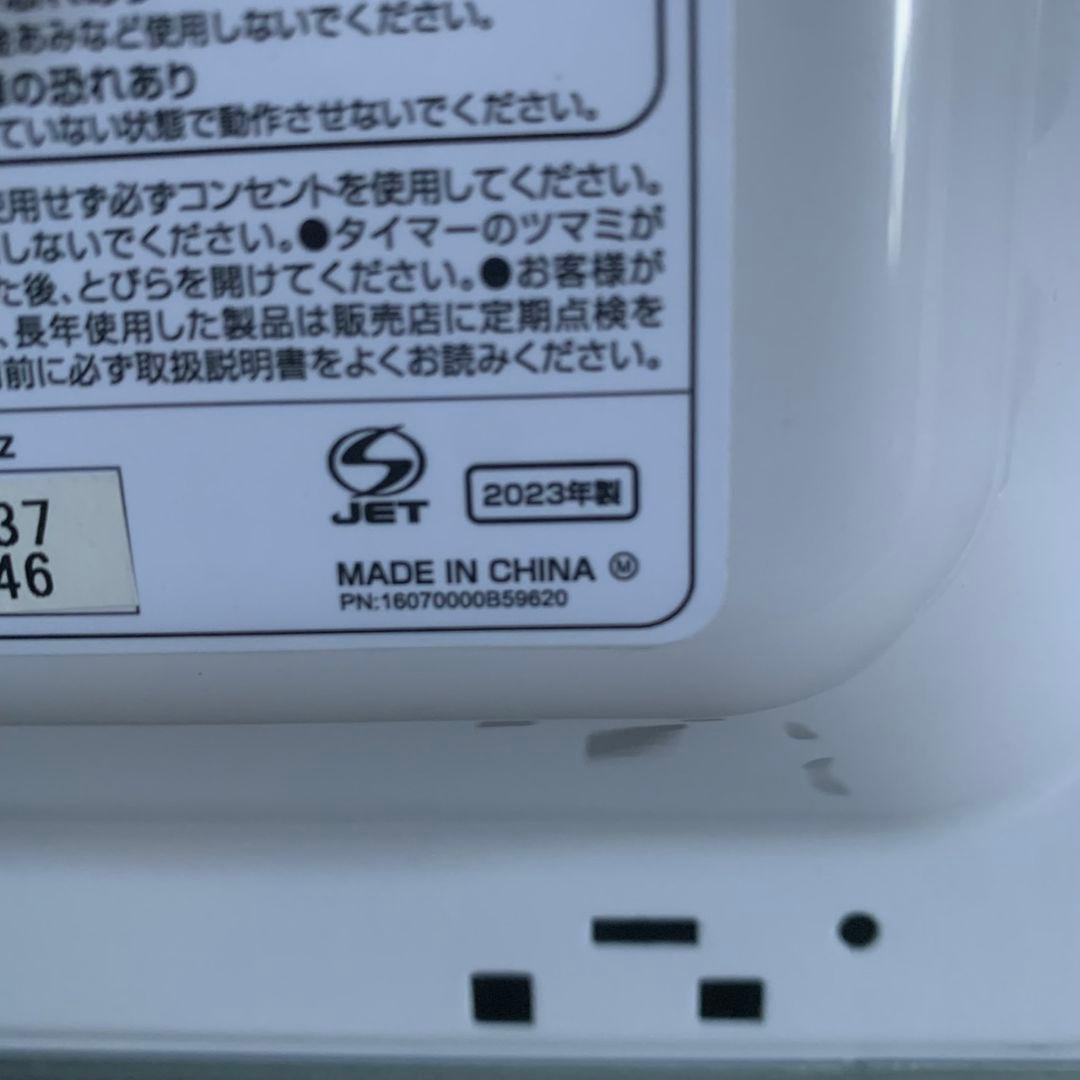 金あみなど使用しないでください。
の恐れあり
ていない状態で動作させないでください。
使用せず必ずコンセントを使用してください。
しないでください。●タイマーのツマミが
た後、とびらを開けてください。●お客様が
、長年使用した製品は販売店に定期点検を
前に必ず取扱説明書をよくお読みください。
z
37
46
JET
2023年製
MADE IN CHINA Ⓜ
PN:16070000B59620